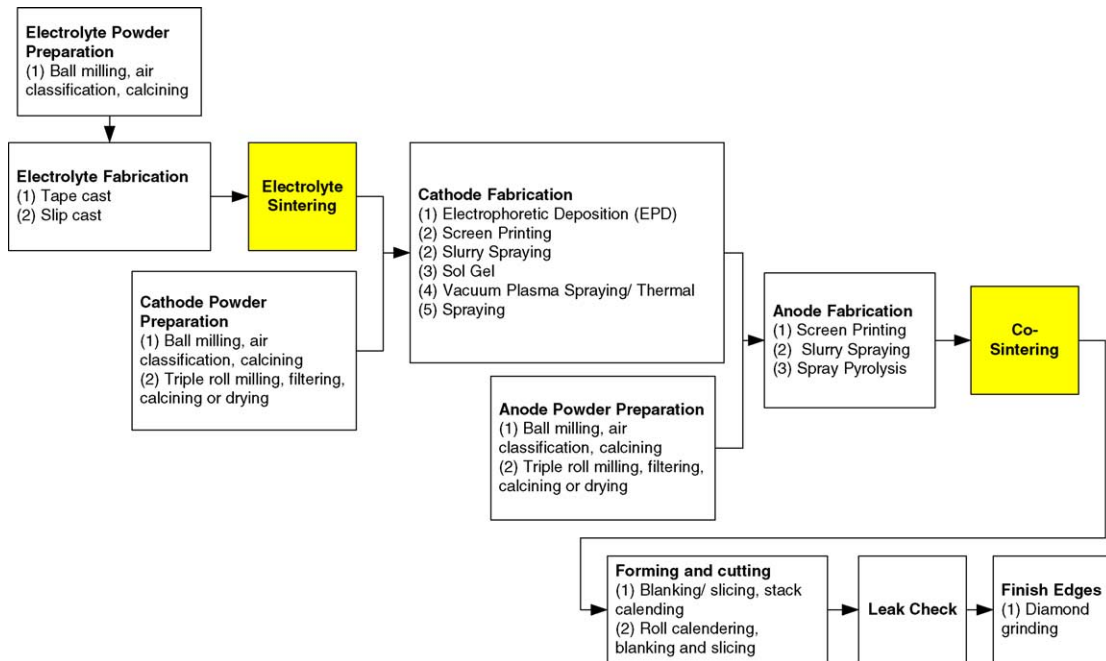 Electrolyte Powder
Preparation
(1) Ball milling, air
classification, calcining
Electrolyte Fabrication
(1) Tape cast
(2) Slip cast
Electrolyte
Sintering
Cathode Powder
Preparation
(1) Ball milling, air
classification, calcining
(2) Triple roll milling, filtering,
calcining or drying
Cathode Fabrication
(1) Electrophoretic Deposition (EPD)
(2) Screen Printing
(2) Slurry Spraying
(3) Sol Gel
(4) Vacuum Plasma Spraying/ Thermal
(5) Spraying
Anode Powder Preparation
(1) Ball milling, air
classification, calcining
(2) Triple roll milling, filtering,
calcining or drying
Anode Fabrication
(1) Screen Printing
(2) Slurry Spraying
(3) Spray Pyrolysis
Co-
Sintering
Forming and cutting
(1) Blanking/ slicing, stack
calending
(2) Roll calendering,
blanking and slicing
Leak Check
Finish Edges
(1) Diamond
grinding